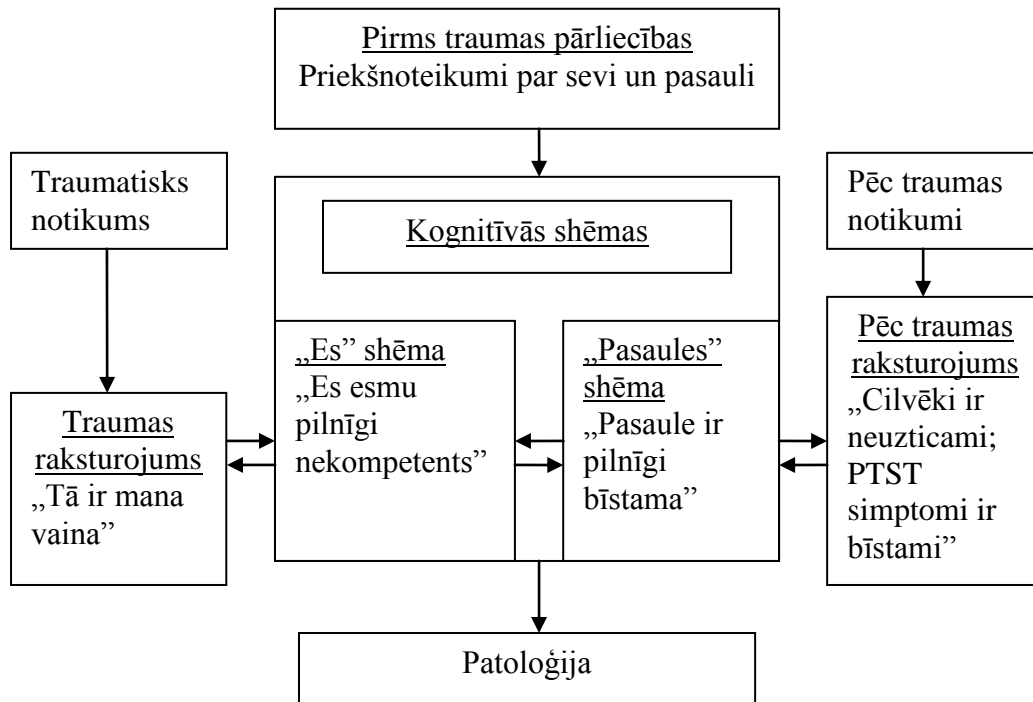 Pirms traumas pārliecības
Priekšnoteikumi par sevi un pasauli
Traumatisks
notikums
Pēc traumas
notikumi
Kognitīvās shēmas
„Es” shēma
„Es esmu
pilnīgi
nekompetents”
„Pasaules”
shēma
„Pasaule ir
pilnīgi
bīstama”
Pēc traumas
raksturojums
„Cilvēki ir
neuzticami;
PTST
simptomi ir
bīstami”
Traumas
raksturojums
„Tā ir mana
vaina”
Patoloģija